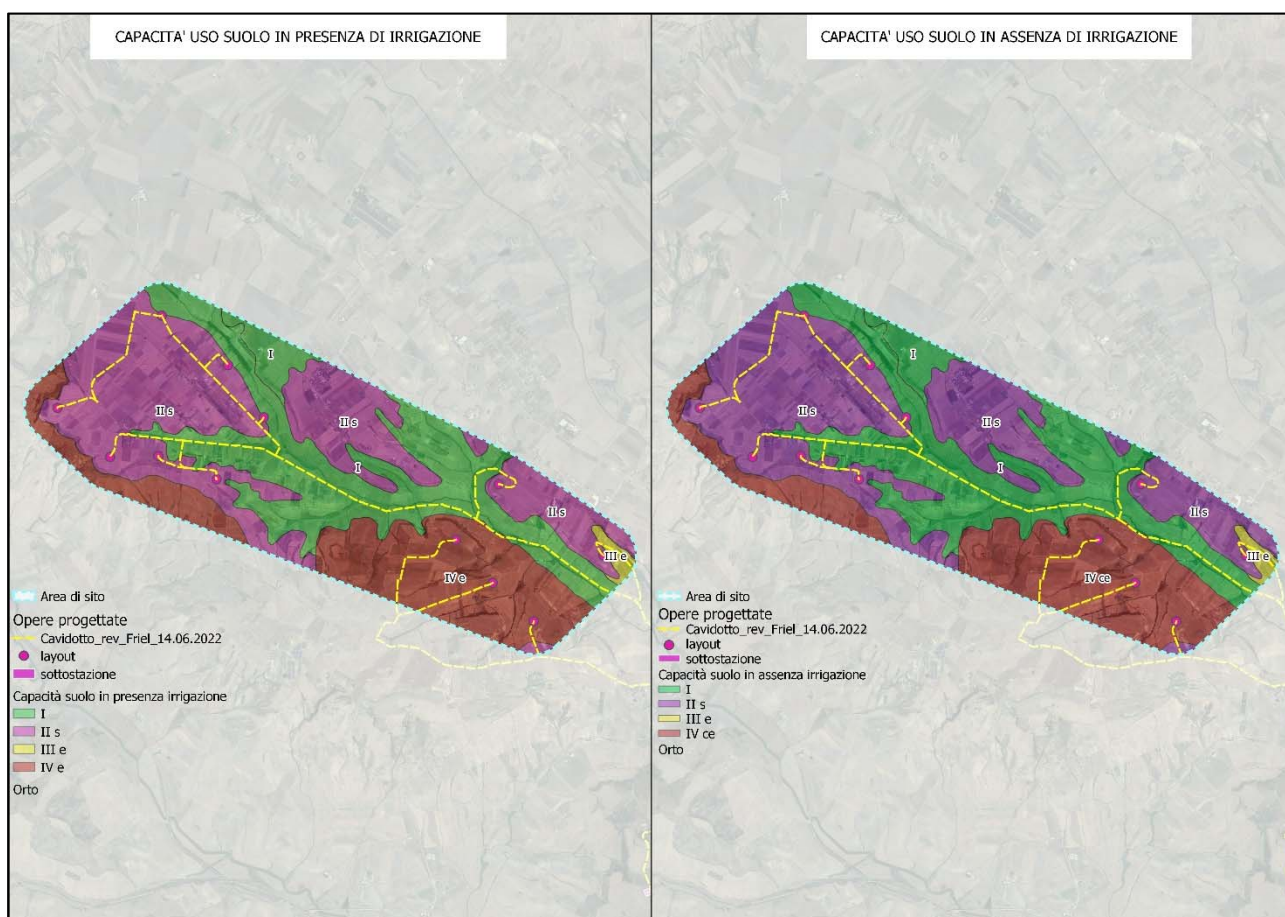 CAPACITA' USO SUOLO IN PRESENZA DI IRRIGAZIONE
I
II s
II s
I
II s
III e
IV e
Area di sito
Opere progettate
Cavidotto_rev_Friel_14.06.2022
layout
sottostazione
Capacità suolo in presenza irrigazione
I
II s
III e
IV e
Orto
CAPACITA' USO SUOLO IN ASSENZA DI IRRIGAZIONE
I
II s
II s
I
II s
III e
IV ce
Area di sito
Opere progettate
Cavidotto_rev_Friel_14.06.2022
layout
sottostazione
Capacità suolo in assenza irrigazione
I
II s
III e
IV ce
Orto